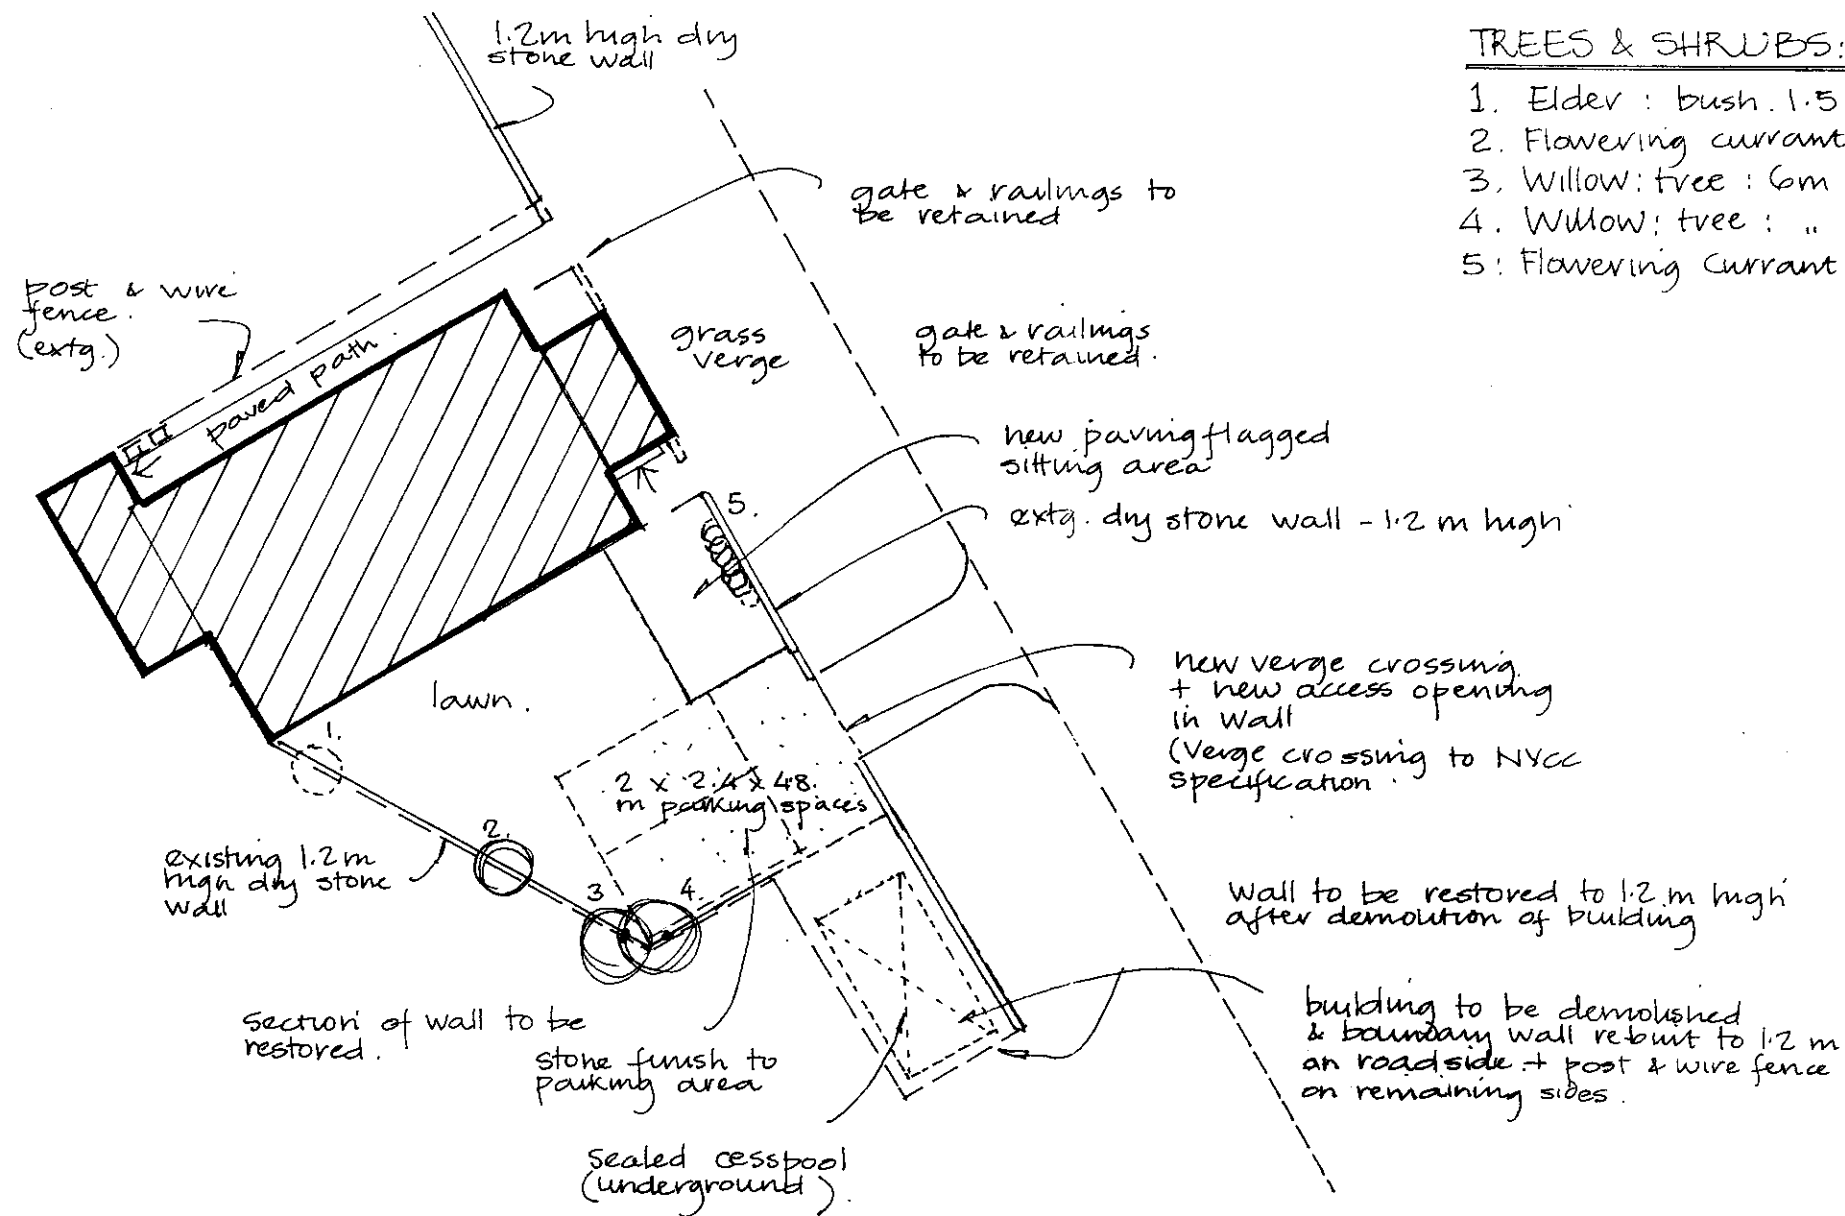 1.2m high dry
stone wall
TREES & SHRUBS:
1. Elder : bush. 1.5
2. Flowering currant
3. Willow: tree : 6m
4. Willow: tree : "
5: Flowering Currant
gate & railings to
be retained
post & wire
fence.
(extg.)
paved path
grass
verge
gate & railings
to be retained.
new paving flagged
sitting area
5.
extg. dry stone wall - 1.2 m high
new verge crossing
+ new access opening
in wall
(Verge crossing to NYCC
specification.
lawn.
1.
2 x 2.4 x 4.8.
m parking spaces
2.
existing 1.2m
high dry stone
wall
3
4.
Wall to be restored to 1.2 m high
after demolition of building
section of wall to be
restored.
stone finish to
parking area
building to be demolished
& boundary wall rebuit to 1.2 m
on roadside + post & wire fence
on remaining sides.
Sealed cesspool
(underground)